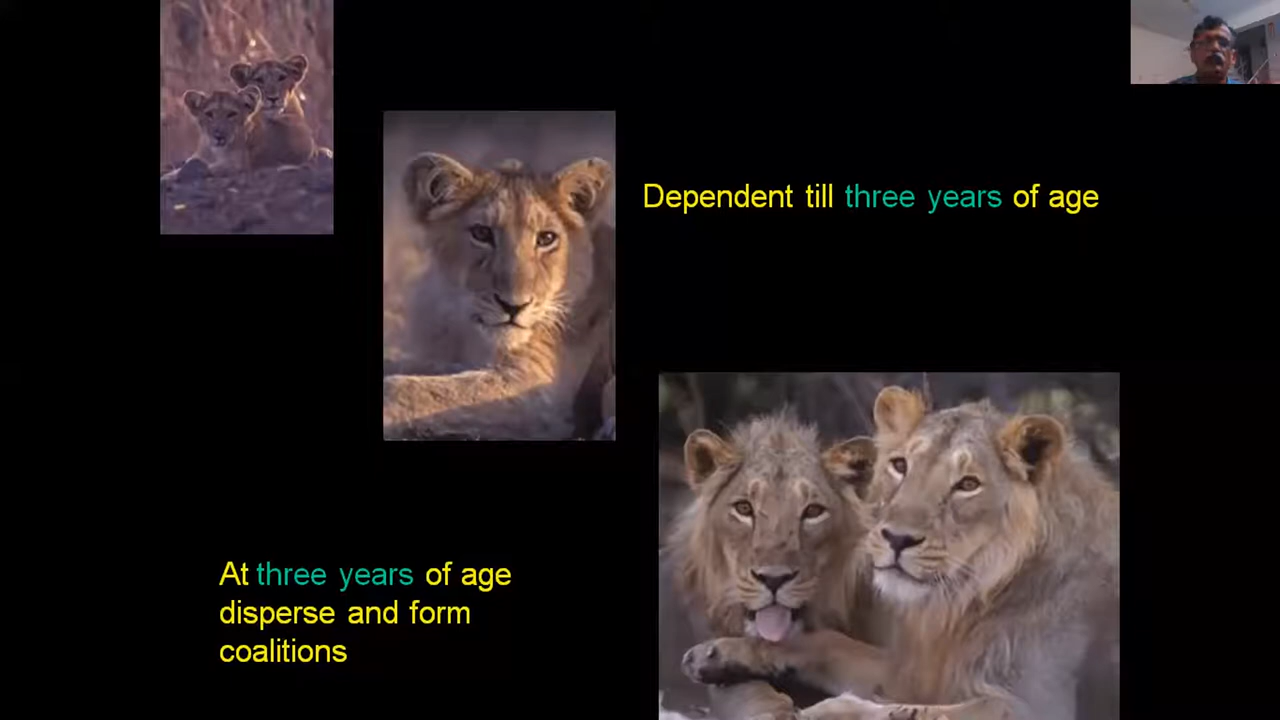 Dependent till three years of age
At three years of age
disperse and form
coalitions